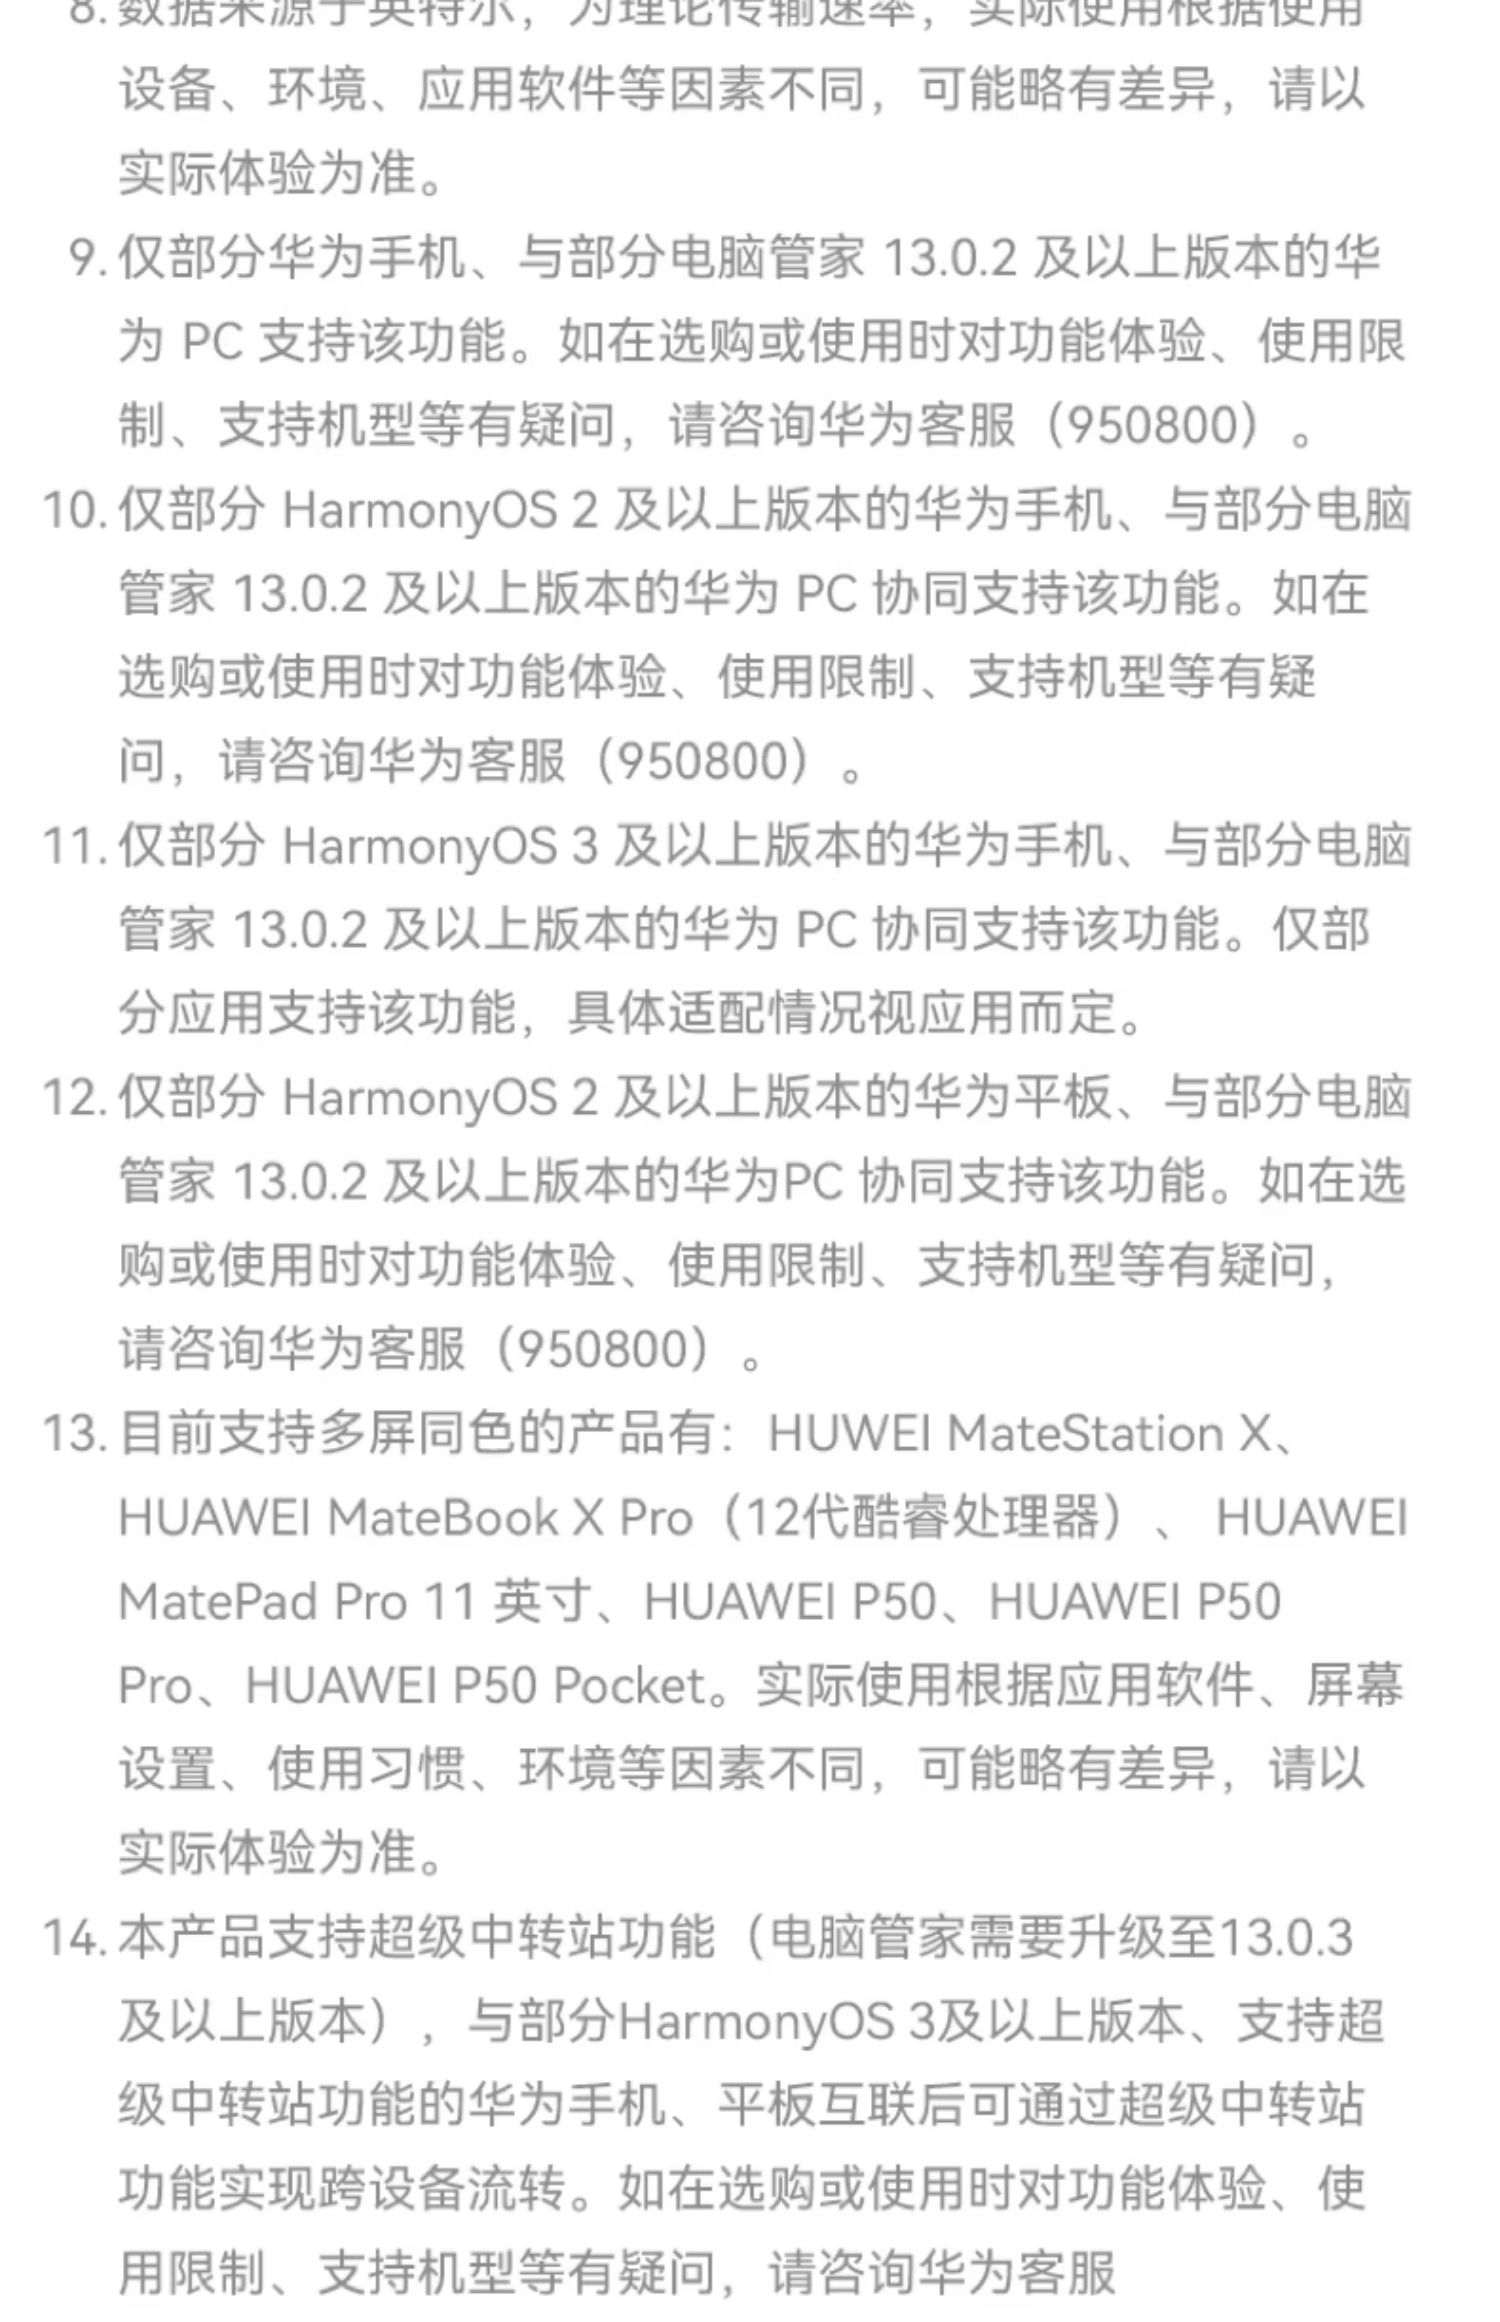 8. 数据来源于英特尔，为理论传输速率，实际使用根据使用
设备、环境、应用软件等因素不同，可能略有差异，请以
实际体验为准。
9. 仅部分华为手机、与部分电脑管家 13.0.2 及以上版本的华
为 PC 支持该功能。如在选购或使用时对功能体验、使用限
制、支持机型等有疑问，请咨询华为客服（950800）。
10. 仅部分 HarmonyOS 2 及以上版本的华为手机、与部分电脑
管家 13.0.2 及以上版本的华为 PC 协同支持该功能。如在
选购或使用时对功能体验、使用限制、支持机型等有疑
问，请咨询华为客服（950800）。
11. 仅部分 HarmonyOS 3 及以上版本的华为手机、与部分电脑
管家 13.0.2 及以上版本的华为 PC 协同支持该功能。仅部
分应用支持该功能，具体适配情况视应用而定。
12. 仅部分 HarmonyOS 2 及以上版本的华为平板、与部分电脑
管家 13.0.2 及以上版本的华为PC 协同支持该功能。如在选
购或使用时对功能体验、使用限制、支持机型等有疑问，
请咨询华为客服（950800）。
13. 目前支持多屏同色的产品有：HUWEI MateStation X、
HUAWEI MateBook X Pro（12代酷睿处理器）、 HUAWEI
MatePad Pro 11 英寸、HUAWEI P50、HUAWEI P50
Pro、HUAWEI P50 Pocket。实际使用根据应用软件、屏幕
设置、使用习惯、环境等因素不同，可能略有差异，请以
实际体验为准。
14. 本产品支持超级中转站功能（电脑管家需要升级至13.0.3
及以上版本），与部分HarmonyOS 3及以上版本、支持超
级中转站功能的华为手机、平板互联后可通过超级中转站
功能实现跨设备流转。如在选购或使用时对功能体验、使
用限制、支持机型等有疑问，请咨询华为客服